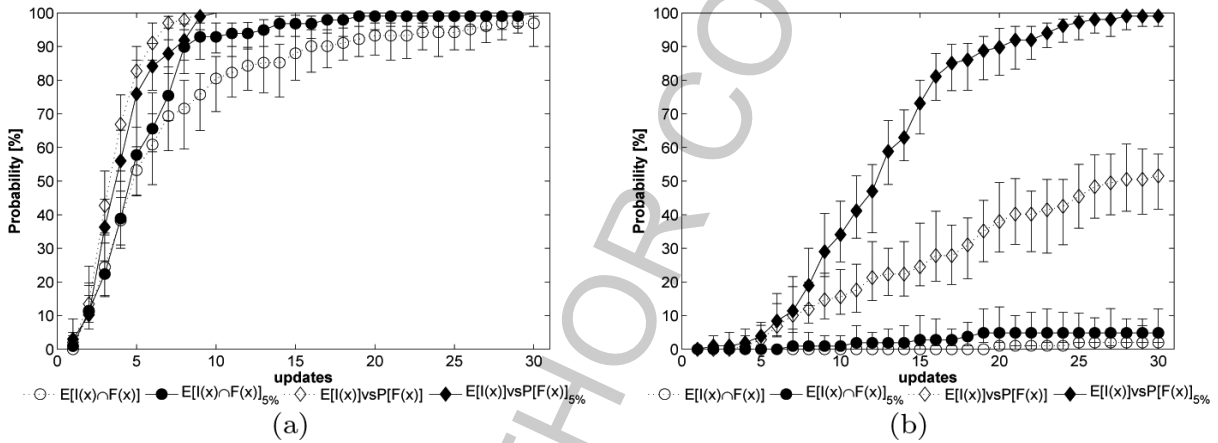 100
90
80
70
60
50
40
30
20
10
0
Probability [%]
0 5 10 15 20 25 30
updates
E[I(x)∩F(x)] E[I(x)∩F(x)]5% E[I(x)]vsP[F(x)] E[I(x)]vsP[F(x)]5%
(a)
100
90
80
70
60
50
40
30
20
10
0
Probability [%]
0 5 10 15 20 25 30
updates
E[I(x)∩F(x)] E[I(x)∩F(x)]5% E[I(x)]vsP[F(x)] E[I(x)]vsP[F(x)]5%
(b)
THOR CO